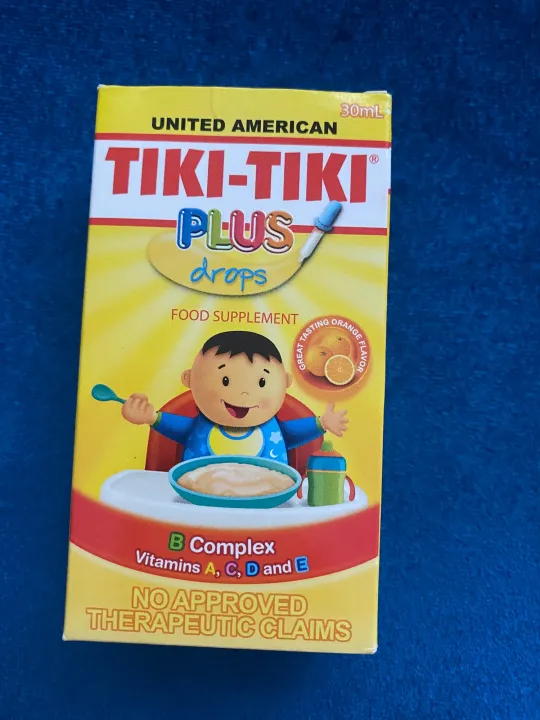 30mL
UNITED AMERICAN
TIKI-TIKI®
PLUS
drops
FOOD SUPPLEMENT
GREAT TASTING ORANGE FLAVOR
B Complex
Vitamins A, C, D and E
NO APPROVED
THERAPEUTIC CLAIMS